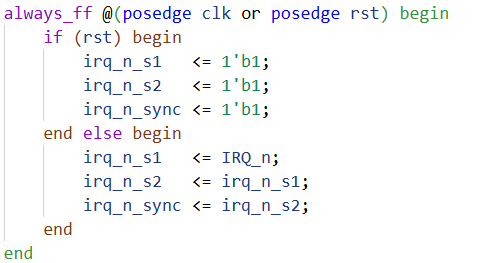 always_ff @(posedge clk or posedge rst) begin
    if (rst) begin
        irq_n_s1   <= 1'b1;
        irq_n_s2   <= 1'b1;
        irq_n_sync <= 1'b1;
    end else begin
        irq_n_s1   <= IRQ_n;
        irq_n_s2   <= irq_n_s1;
        irq_n_sync <= irq_n_s2;
    end
end